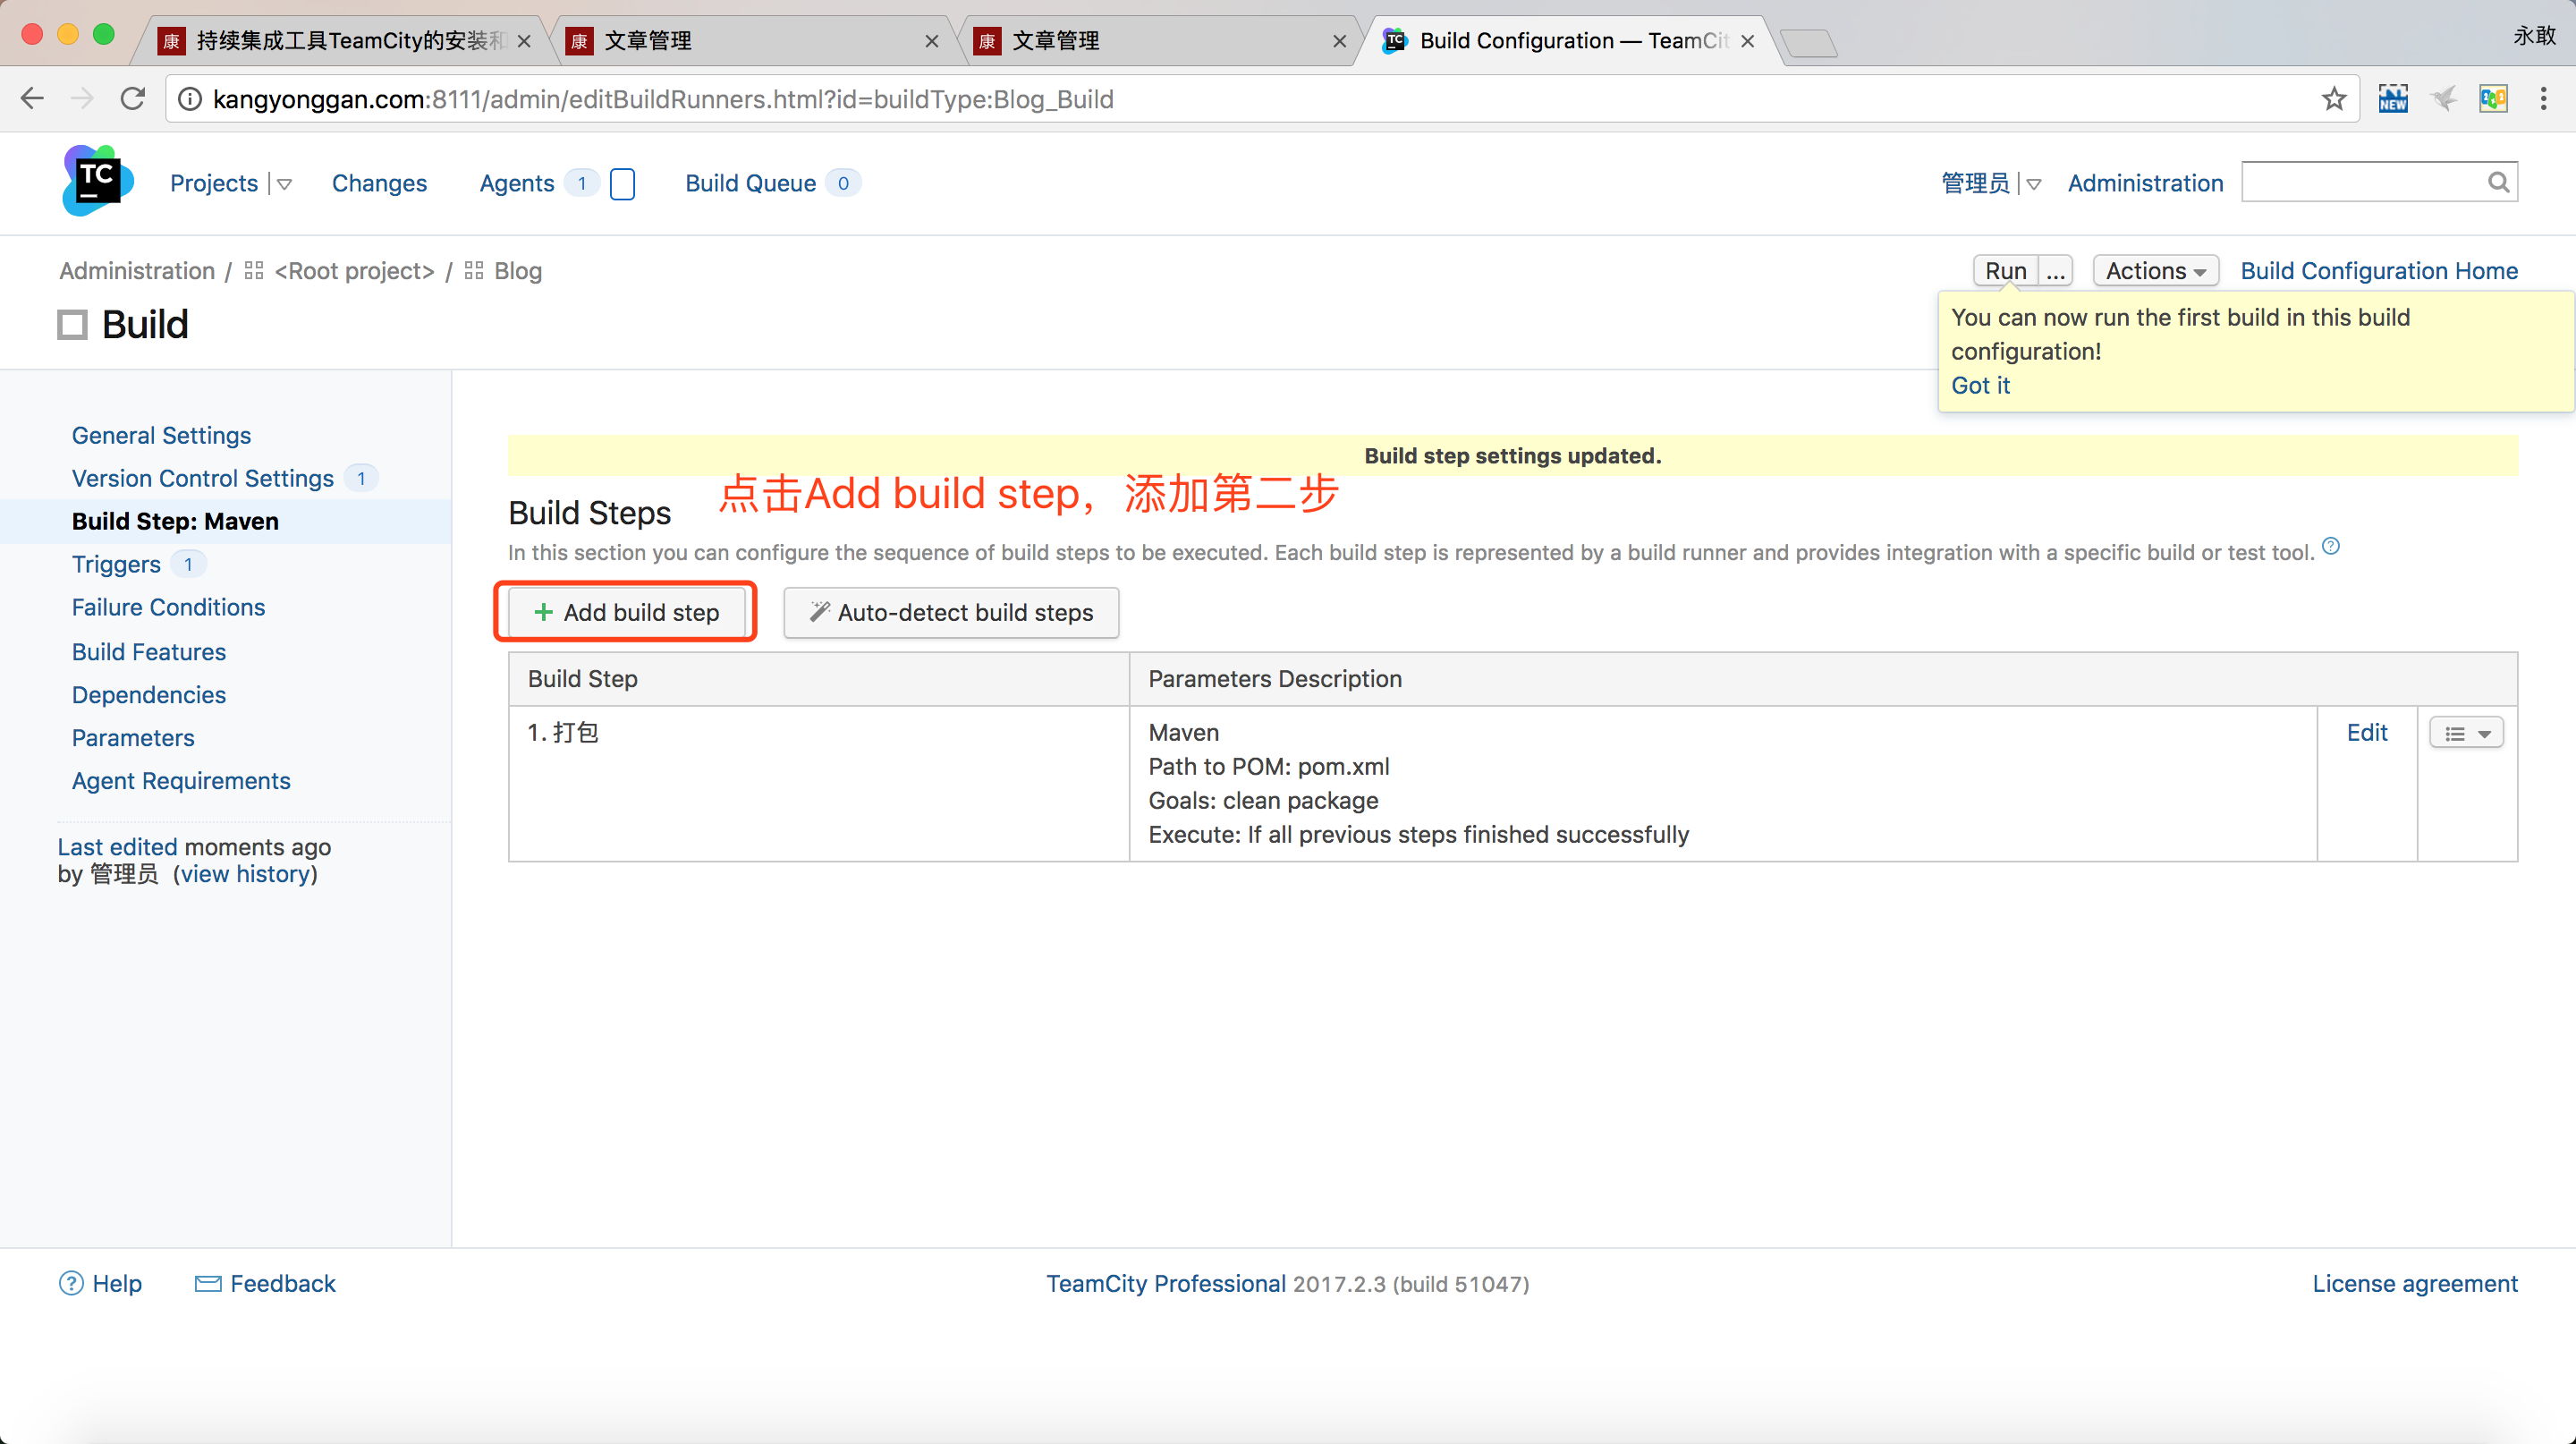 持续集成工具TeamCity的安装和
文章管理
文章管理
Build Configuration — TeamCit
永敢
kangyonggan.com:8111/admin/editBuildRunners.html?id=buildType:Blog_Build
NEW
TC
Projects
Changes
Agents 1
Build Queue 0
管理员
Administration
Administration / <Root project> / Blog
Run ...
Actions
Build Configuration Home
Build
You can now run the first build in this build
configuration!
Got it
General Settings
Version Control Settings 1
Build Step: Maven
Triggers 1
Failure Conditions
Build Features
Dependencies
Parameters
Agent Requirements
Last edited moments ago
by 管理员 (view history)
Build step settings updated.
点击Add build step，添加第二步
Build Steps
In this section you can configure the sequence of build steps to be executed. Each build step is represented by a build runner and provides integration with a specific build or test tool. ?
+ Add build step
Auto-detect build steps
Build Step
Parameters Description
1. 打包
Maven
Path to POM: pom.xml
Goals: clean package
Execute: If all previous steps finished successfully
Edit
? Help
Feedback
TeamCity Professional 2017.2.3 (build 51047)
License agreement